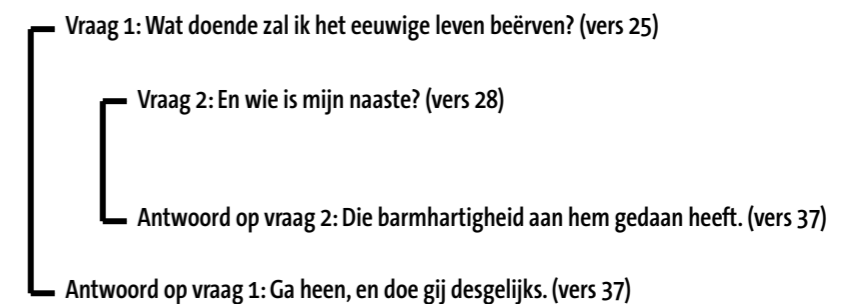 Vraag 1: Wat doende zal ik het eeuwige leven beërven? (vers 25)
Vraag 2: En wie is mijn naaste? (vers 28)
Antwoord op vraag 2: Die barmhartigheid aan hem gedaan heeft. (vers 37)
Antwoord op vraag 1: Ga heen, en doe gij desgelijks. (vers 37)